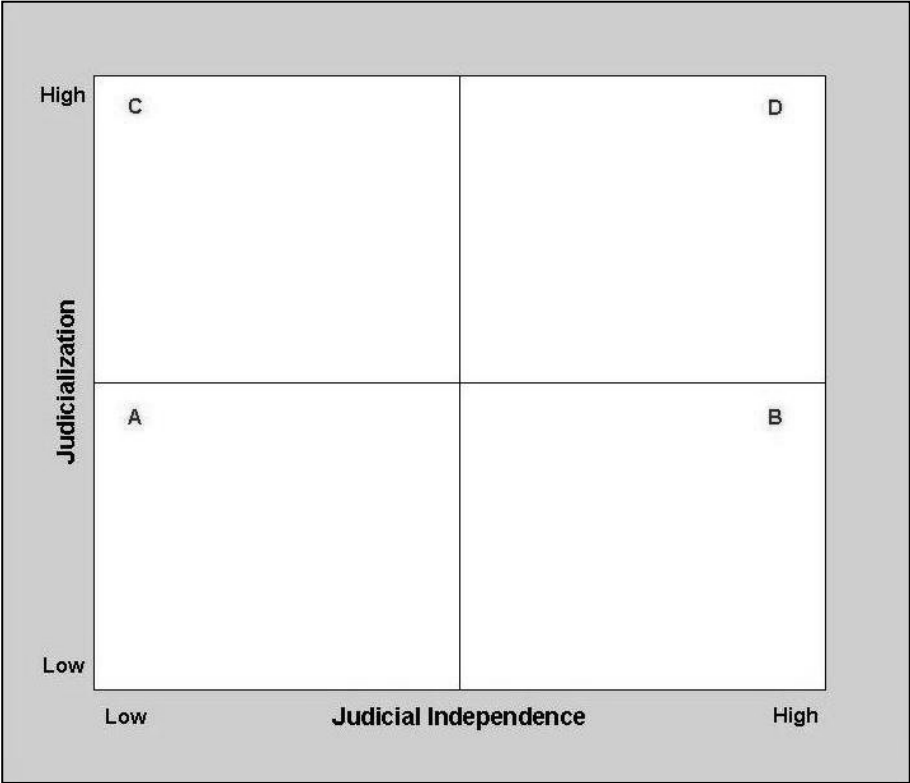 High
C
D
Judicialization
A
B
Low
Low
Judicial Independence
High